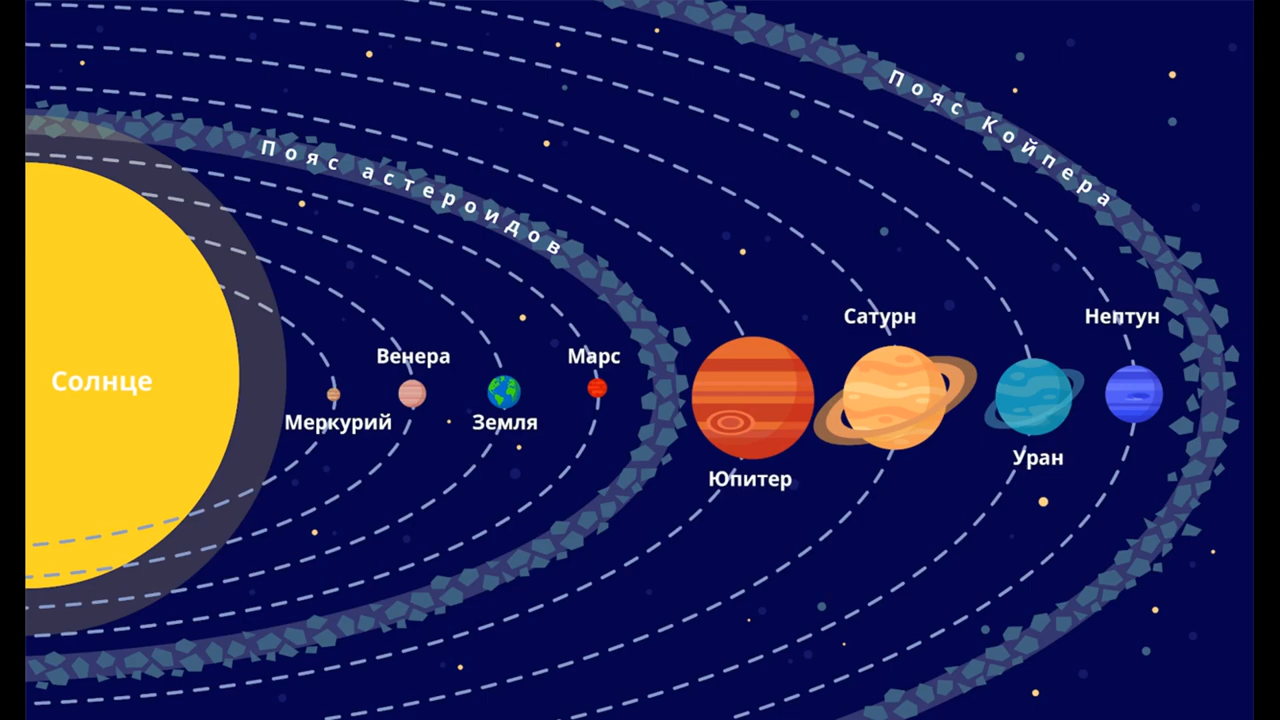 Пояс Койпера
Пояс астероидов
Солнце
Меркурий
Венера
Земля
Марс
Юпитер
Сатурн
Уран
Нептун